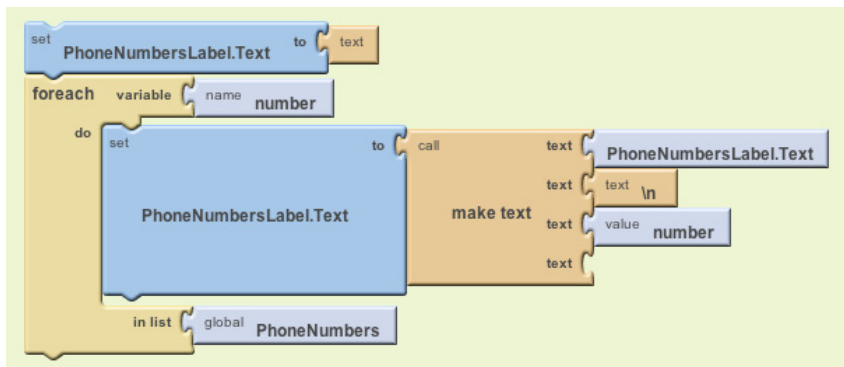 set PhoneNumbersLabel.Text to text
foreach variable name number
do set PhoneNumbersLabel.Text to call make text
text PhoneNumbersLabel.Text
text text \n
text value number
text
in list global PhoneNumbers